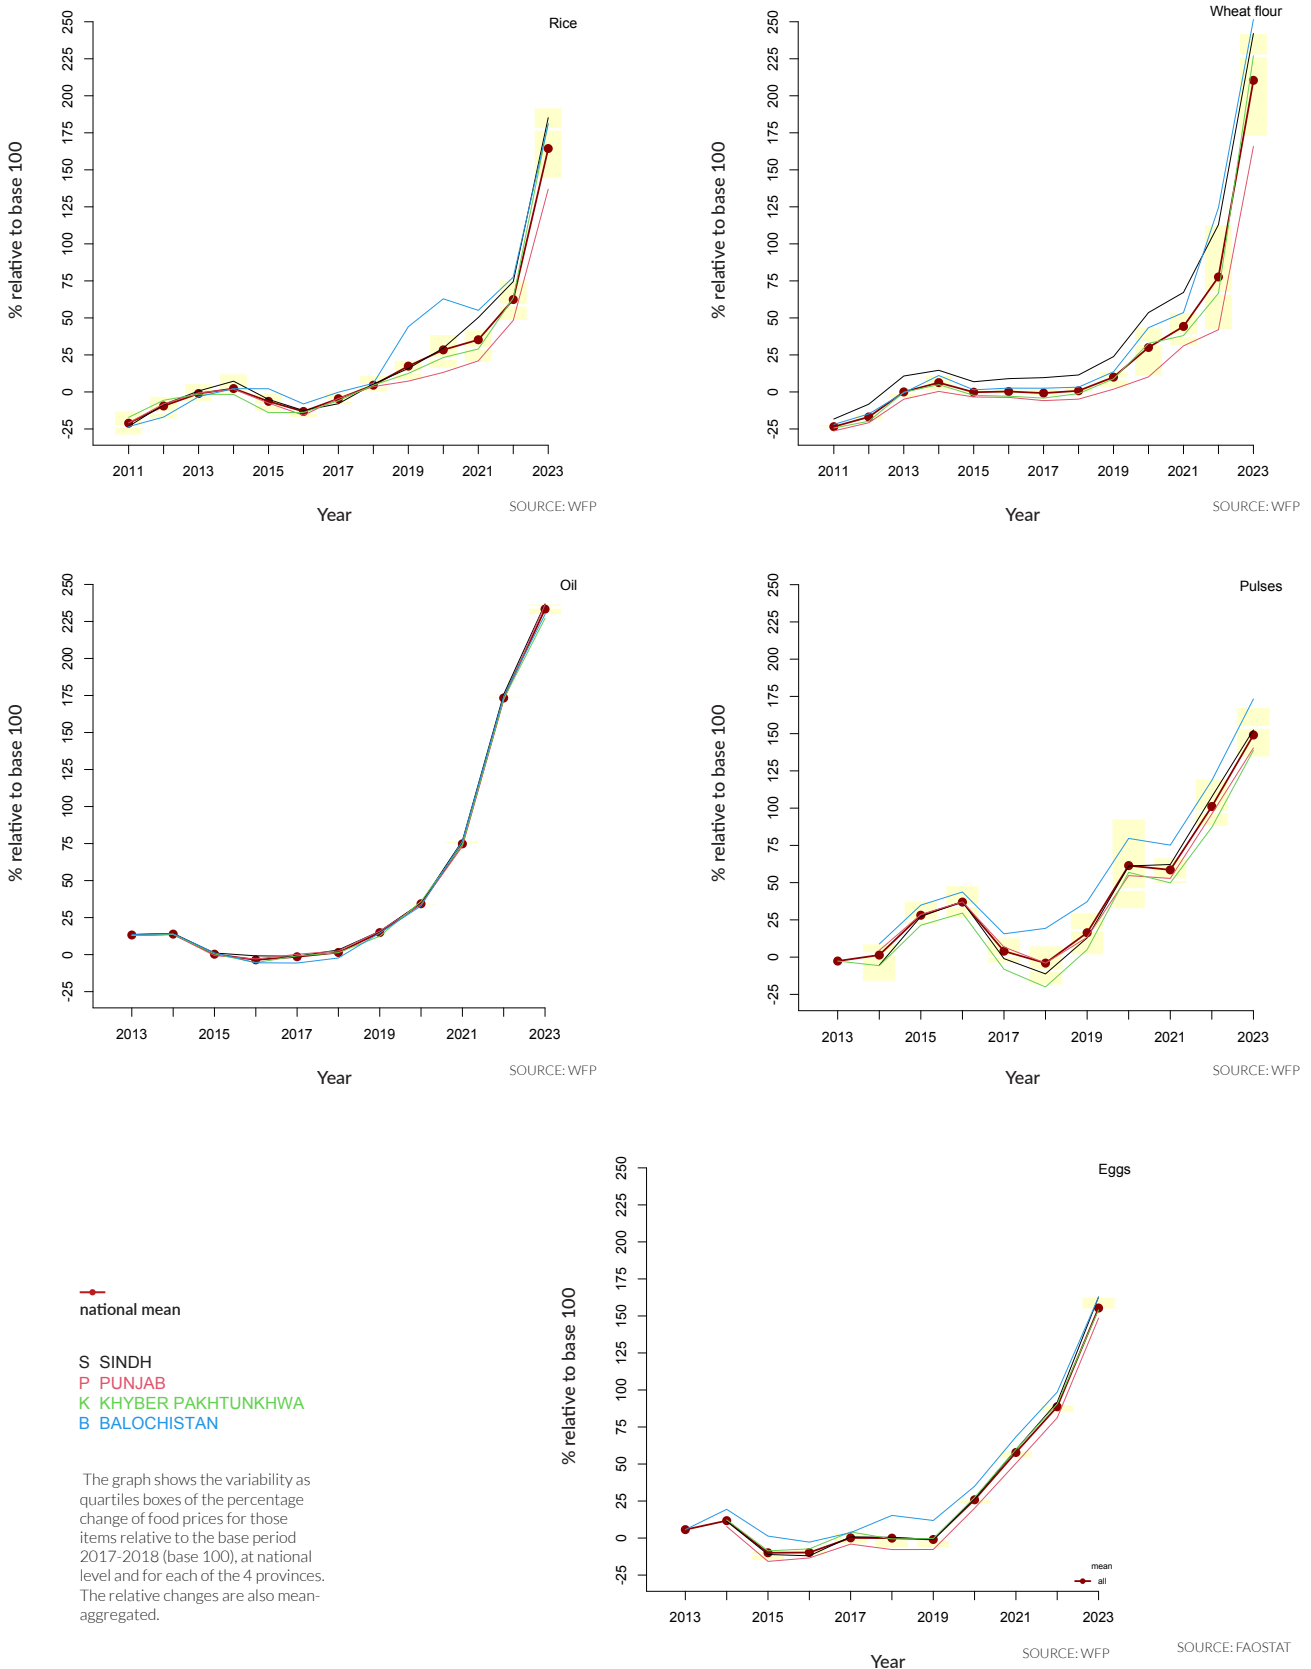 Rice
% relative to base 100
250
225
200
175
150
125
100
75
50
25
0
-25
2011
2013
2015
2017
2019
2021
2023
Year
SOURCE: WFP
Wheat flour
% relative to base 100
250
225
200
175
150
125
100
75
50
25
0
-25
2011
2013
2015
2017
2019
2021
2023
Year
SOURCE: WFP
Oil
% relative to base 100
250
225
200
175
150
125
100
75
50
25
0
-25
2013
2015
2017
2019
2021
2023
Year
SOURCE: WFP
Pulses
% relative to base 100
250
225
200
175
150
125
100
75
50
25
0
-25
2013
2015
2017
2019
2021
2023
Year
SOURCE: WFP
national mean
S SINDH
P PUNJAB
K KHYBER PAKHTUNKHWA
B BALOCHISTAN
The graph shows the variability as
quartiles boxes of the percentage
change of food prices for those
items relative to the base period
2017-2018 (base 100), at national
level and for each of the 4 provinces.
The relative changes are also mean-
aggregated.
Eggs
% relative to base 100
250
225
200
175
150
125
100
75
50
25
0
-25
mean
all
2013
2015
2017
2019
2021
2023
Year
SOURCE: WFP
SOURCE: FAOSTAT